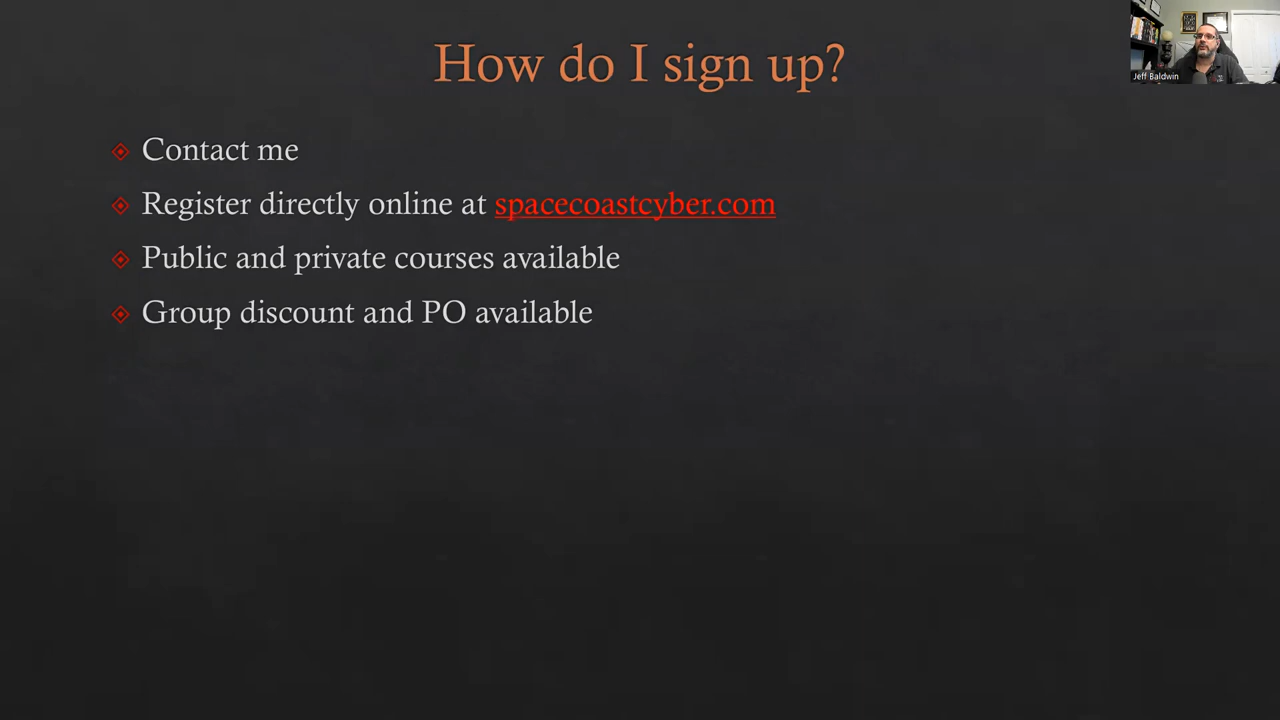 How do I sign up?
Jeff Baldwin
Contact me
Register directly online at spacecoastcyber.com
Public and private courses available
Group discount and PO available